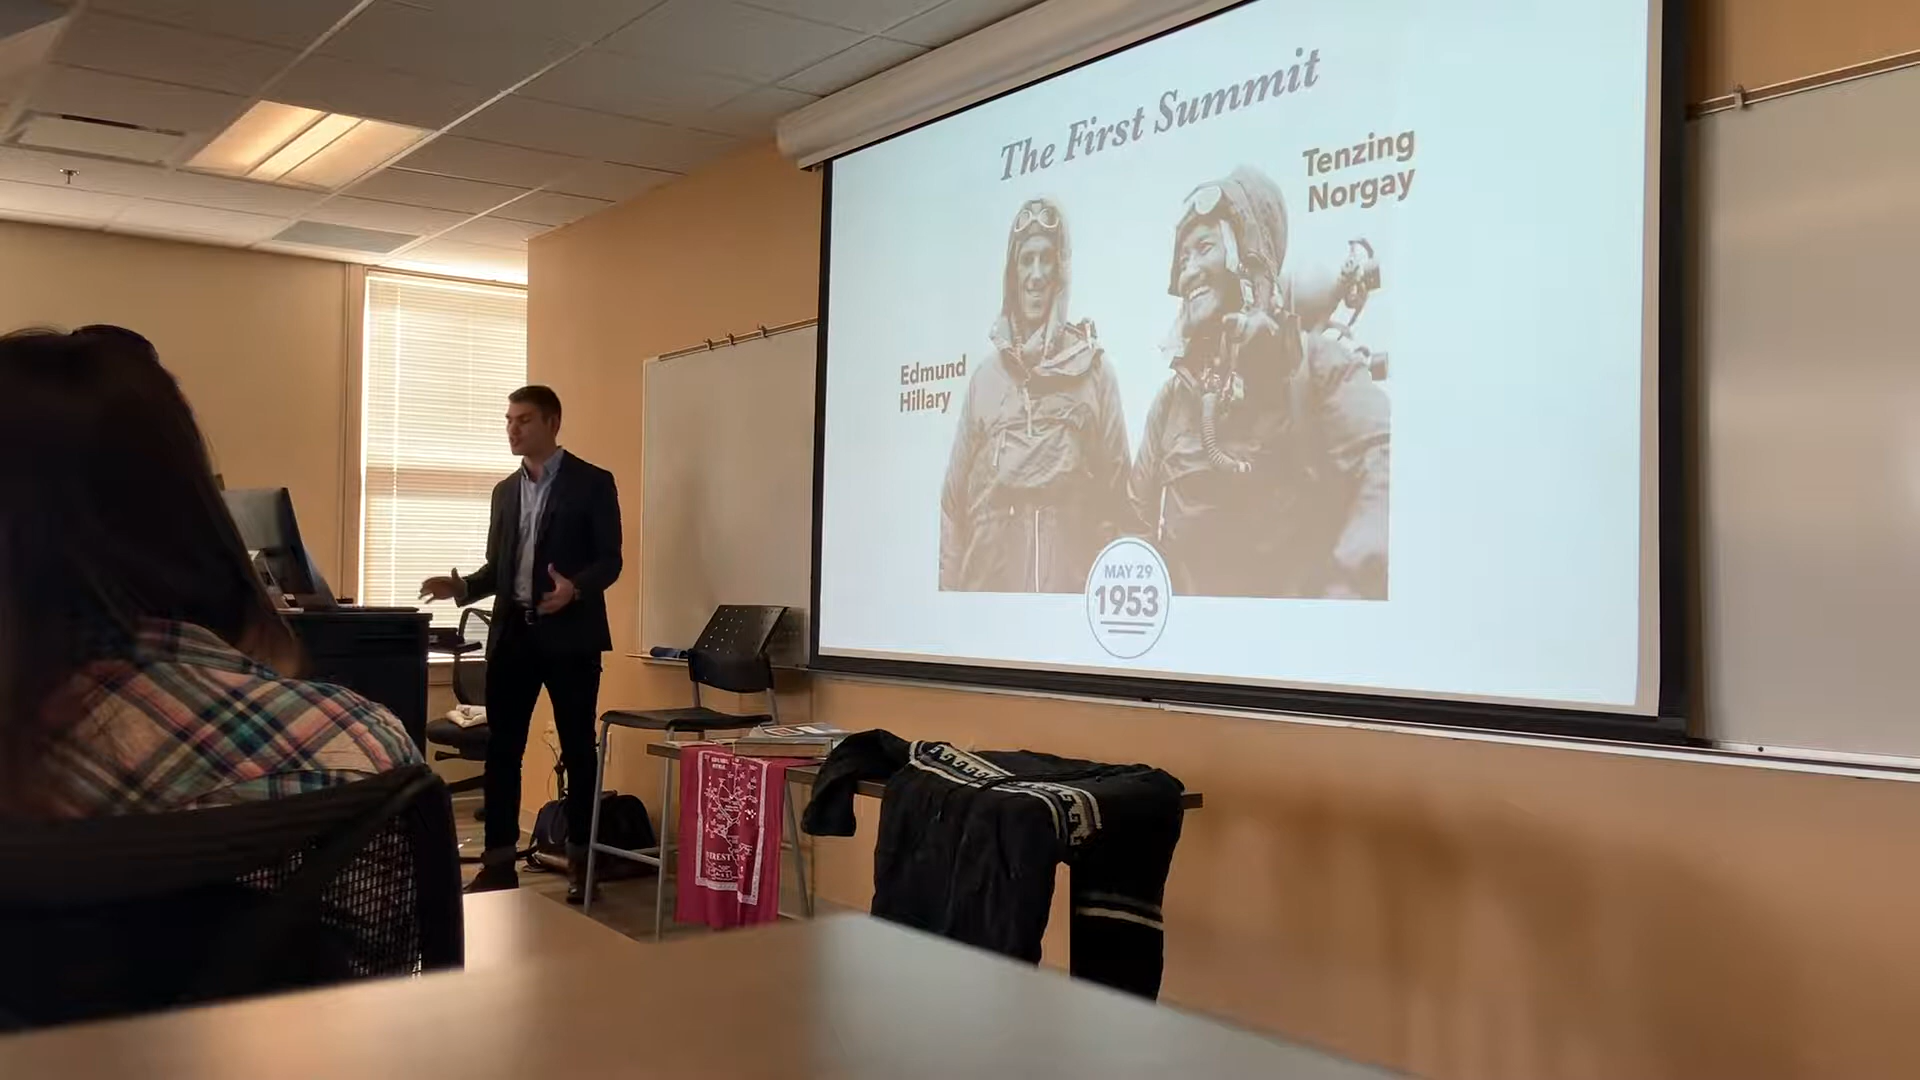 The First Summit
Tenzing
Norgay
Edmund
Hillary
MAY 29
1953